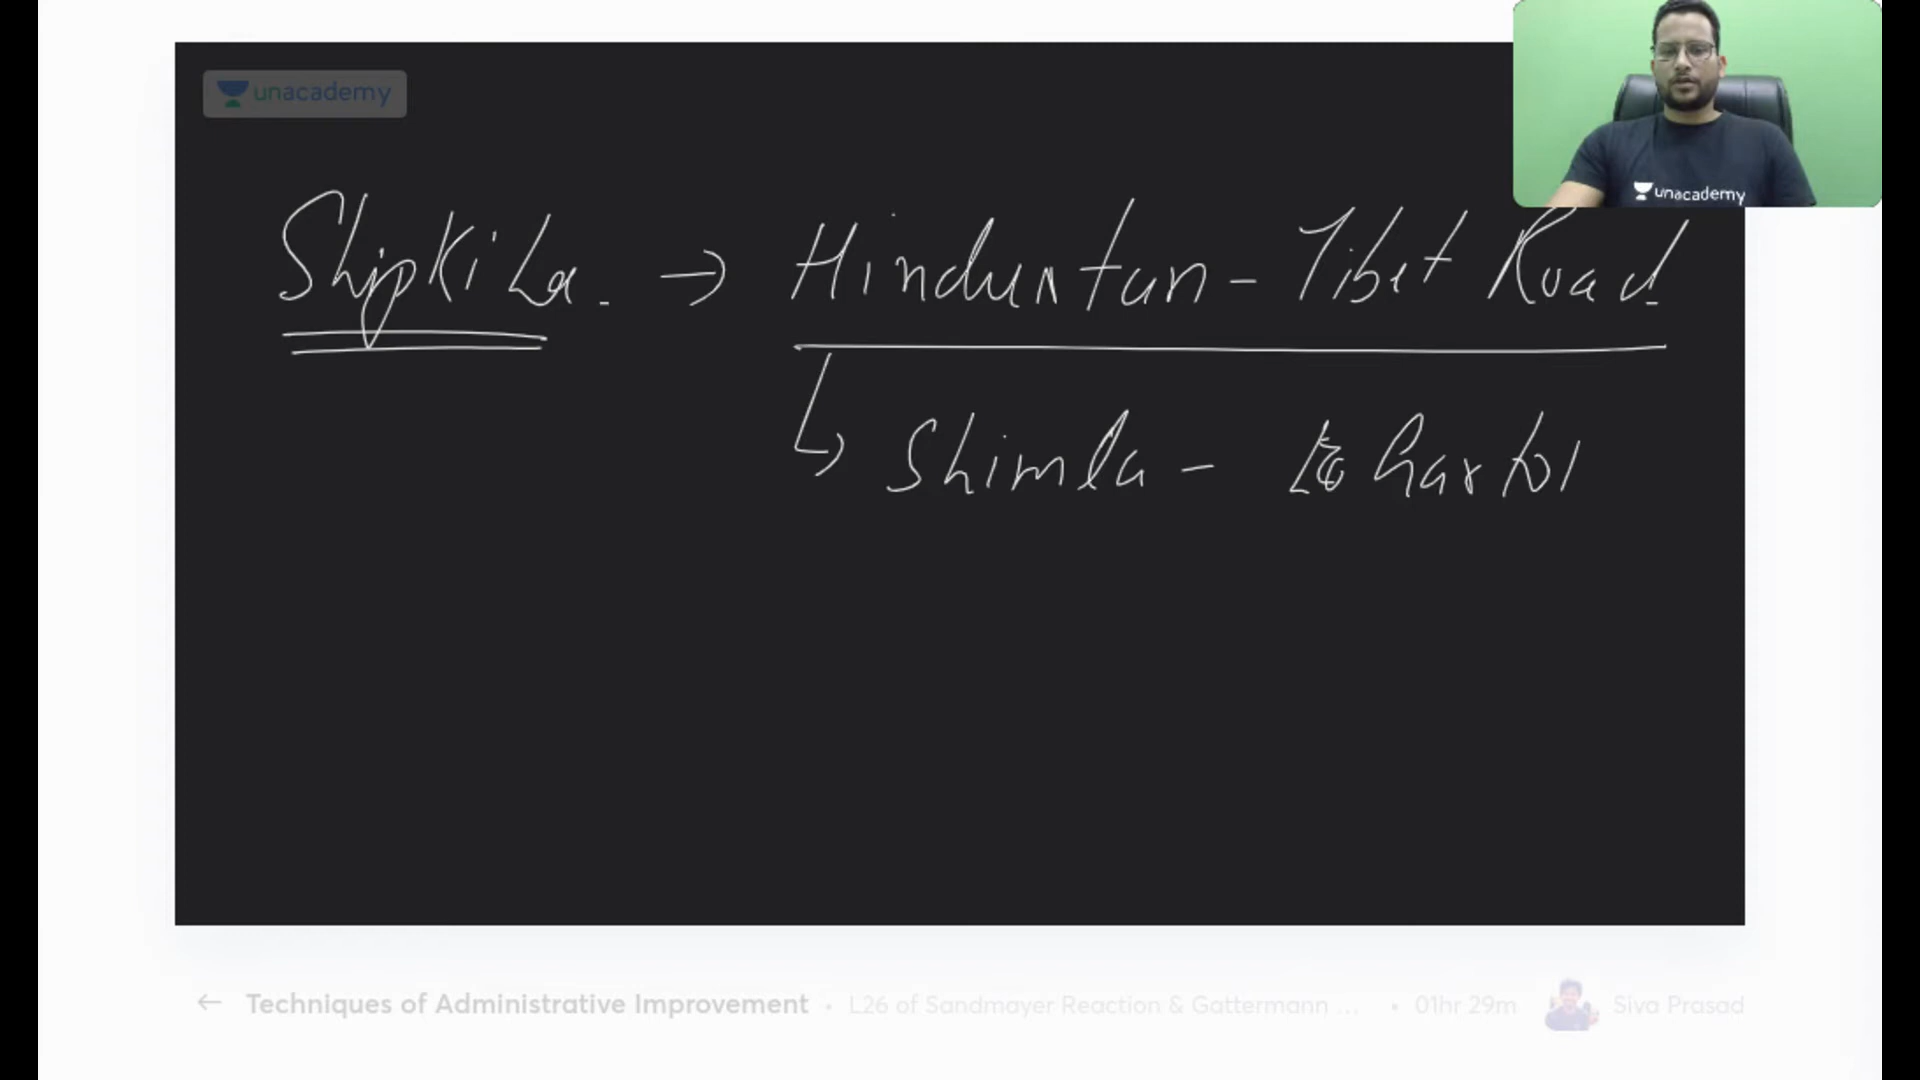 unacademy
unacademy
Shipki La. → Hindustan - Tibet Road.
↳ Shimla -
← Techniques of Administrative Improvement • L26 of Sandmayer Reaction & Gattermann ... • 01hr 29m Siva Prasad